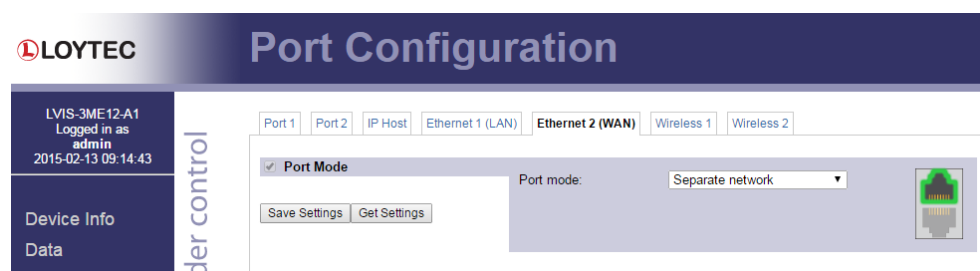 LOYTEC
Port Configuration
LVIS-3ME12-A1
Logged in as
admin
2015-02-13 09:14:43
Device Info
Data
der control
Port 1 Port 2 IP Host Ethernet 1 (LAN) Ethernet 2 (WAN) Wireless 1 Wireless 2
Port Mode
Port mode: Separate network
Save Settings Get Settings